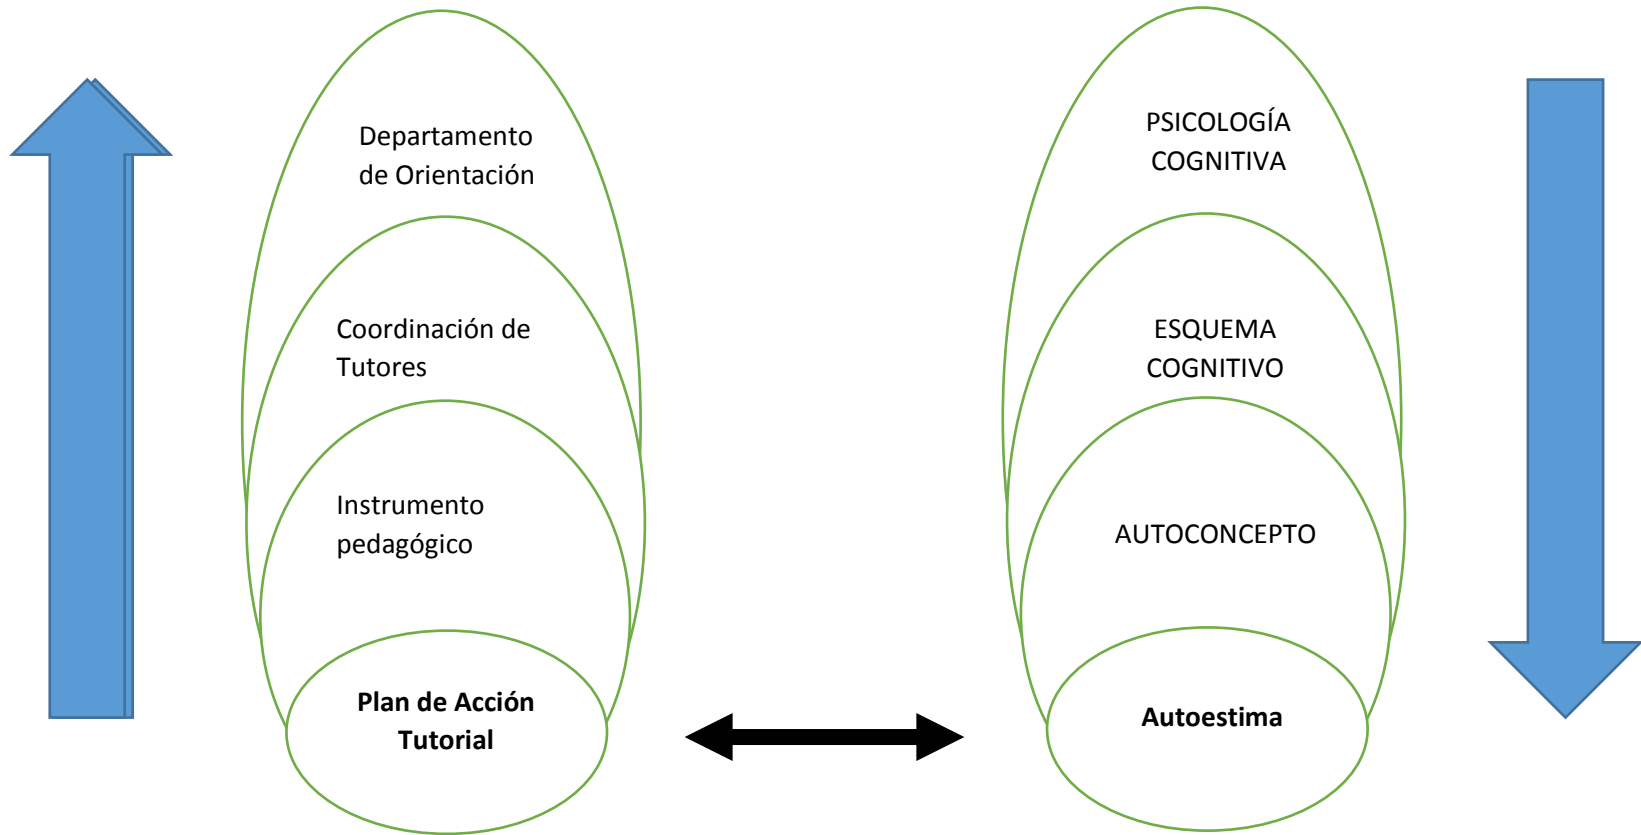 Departamento
de Orientación
Coordinación de
Tutores
Instrumento
pedagógico
Plan de Acción
Tutorial
PSICOLOGÍA
COGNITIVA
ESQUEMA
COGNITIVO
AUTOCONCEPTO
Autoestima